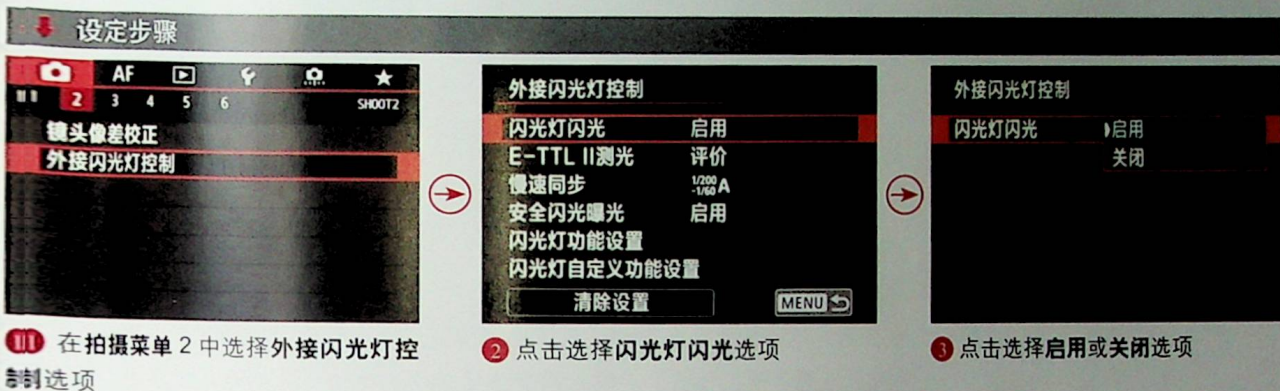 设定步骤
AF
2 3 4 5 6 SHOOT2
镜头像差校正
外接闪光灯控制
外接闪光灯控制
闪光灯闪光 启用
E-TTL II测光 评价
慢速同步 1/200-1/60 A
安全闪光曝光 启用
闪光灯功能设置
闪光灯自定义功能设置
清除设置 MENU
外接闪光灯控制
闪光灯闪光 启用
关闭
在拍摄菜单 2 中选择外接闪光灯控
制选项
2 点击选择闪光灯闪光选项
3 点击选择启用或关闭选项